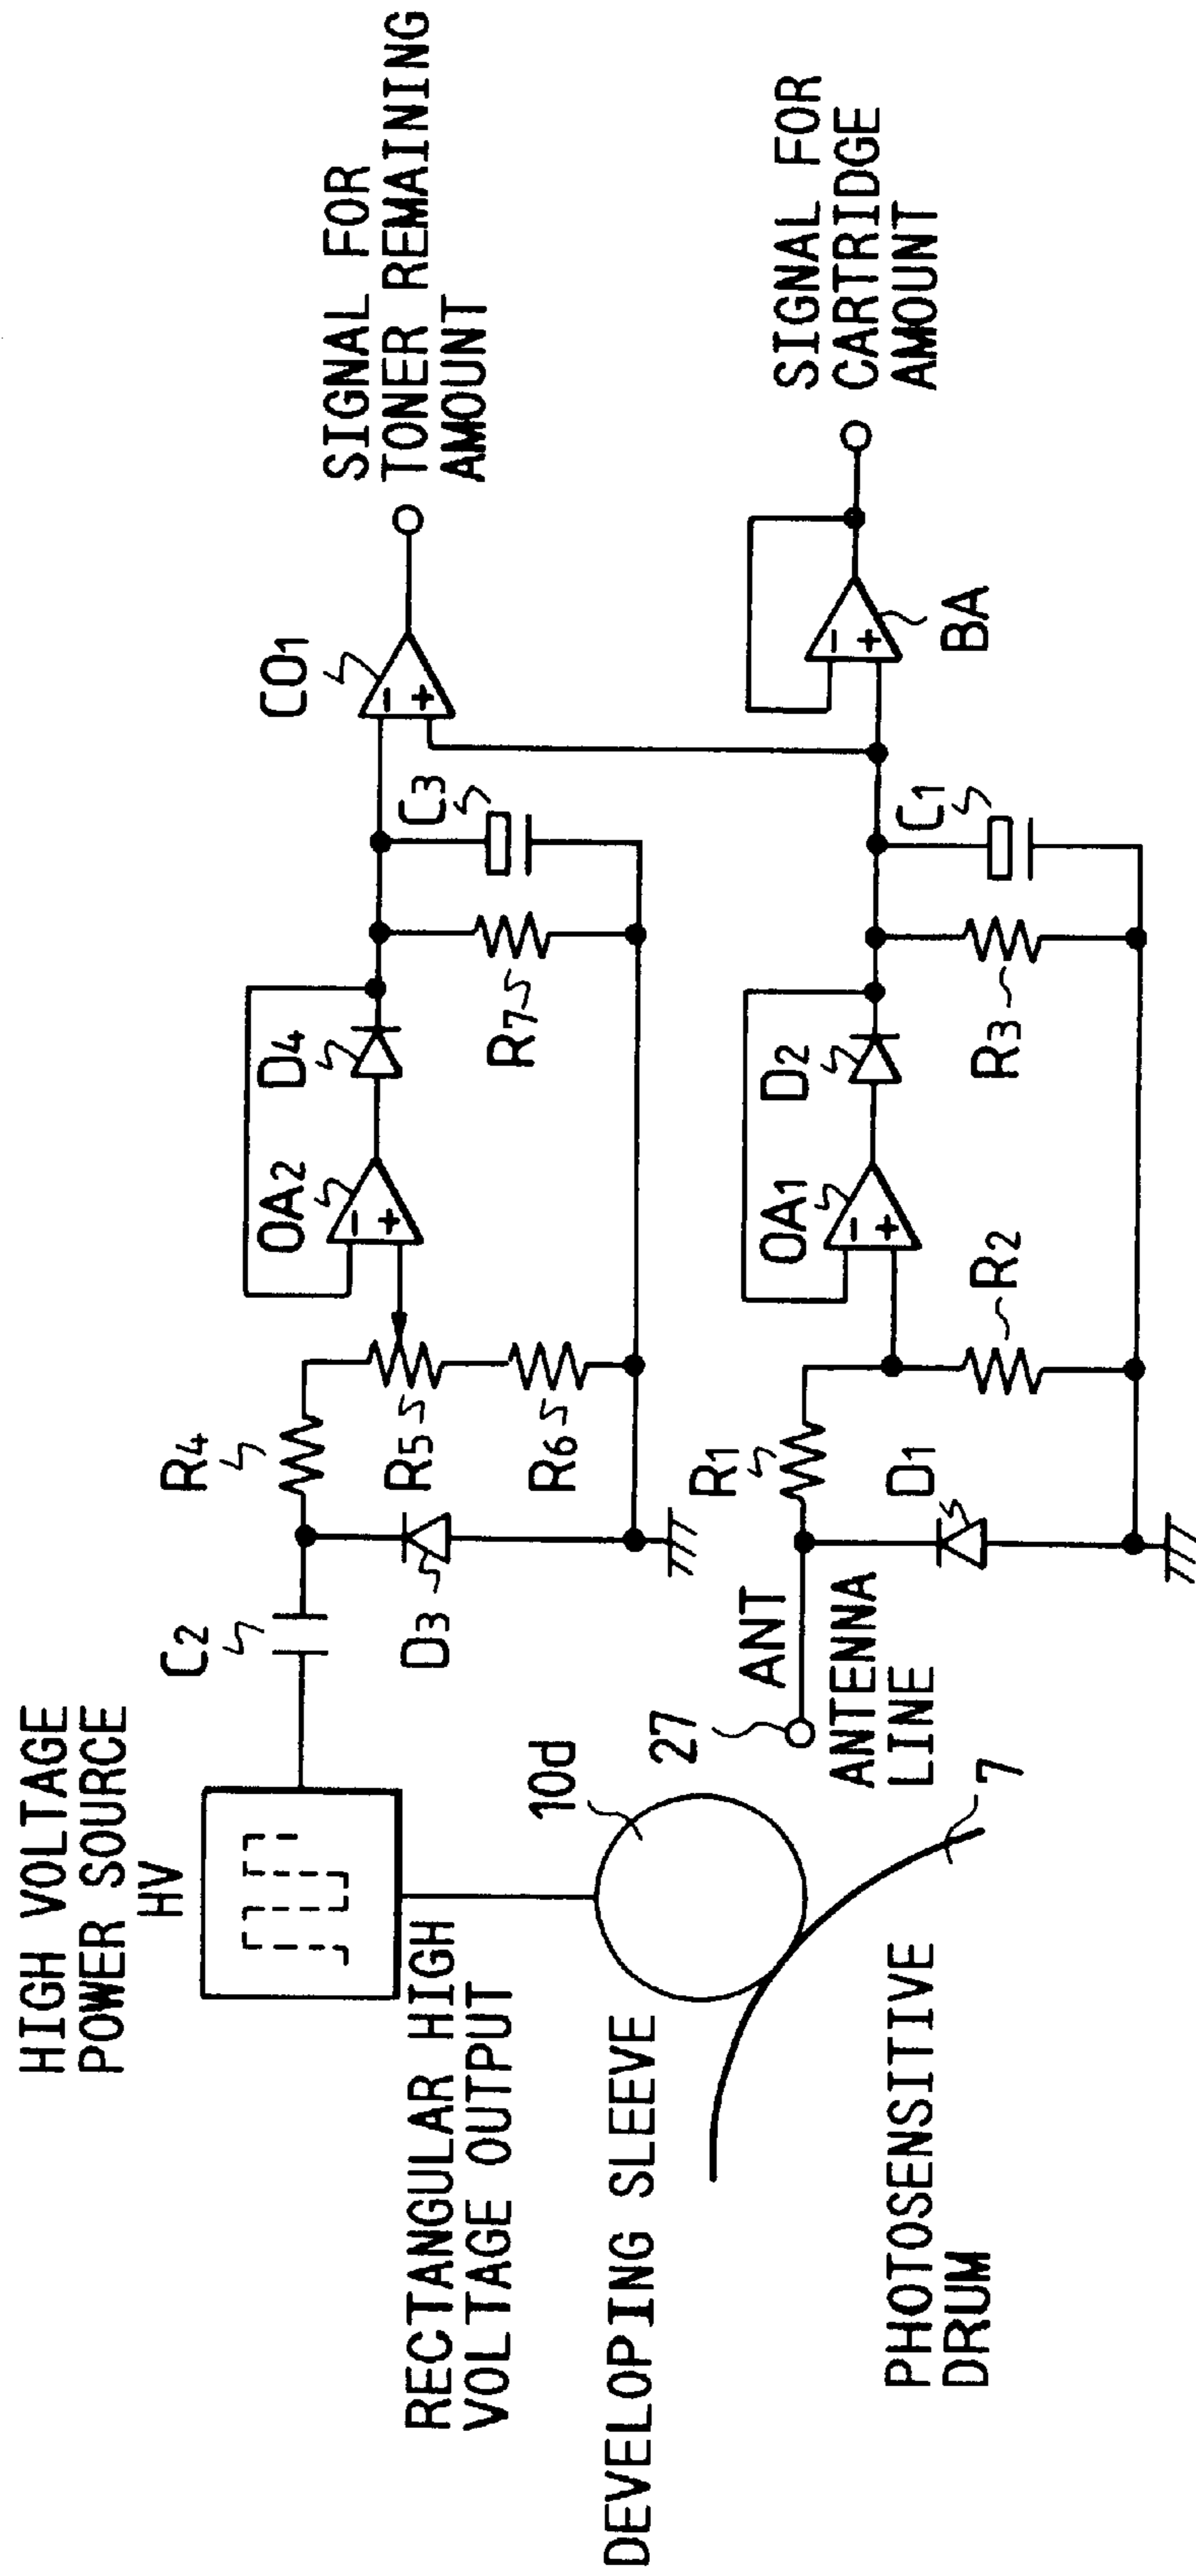 HIGH VOLTAGE
POWER SOURCE
HV
RECTANGULAR HIGH
VOLTAGE OUTPUT
DEVELOPING SLEEVE
10d
PHOTOSENSITIVE
DRUM
7
27
ANT
ANTENNA
LINE
C2
D3
R4
R5
R6
OA2
D4
R7
C3
CO1
SIGNAL FOR
TONER REMAINING
AMOUNT
R1
D1
R2
OA1
D2
R3
C1
BA
SIGNAL FOR
CARTRIDGE
AMOUNT
-
+
-
+
-
+
-
+